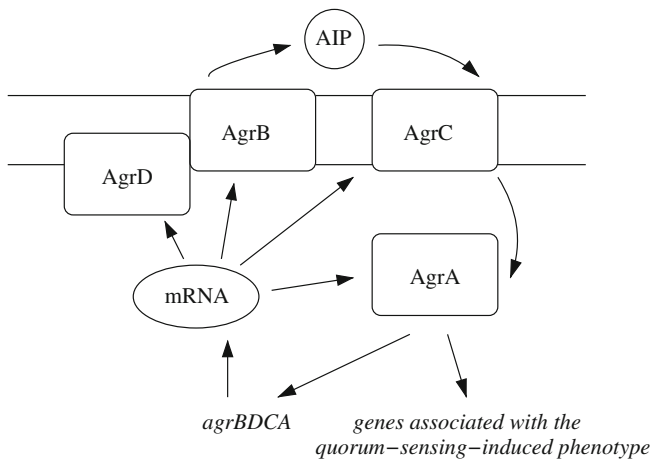 AIP
AgrB
AgrC
AgrD
AgrA
mRNA
agrBDCA
genes associated with the
quorum−sensing−induced phenotype